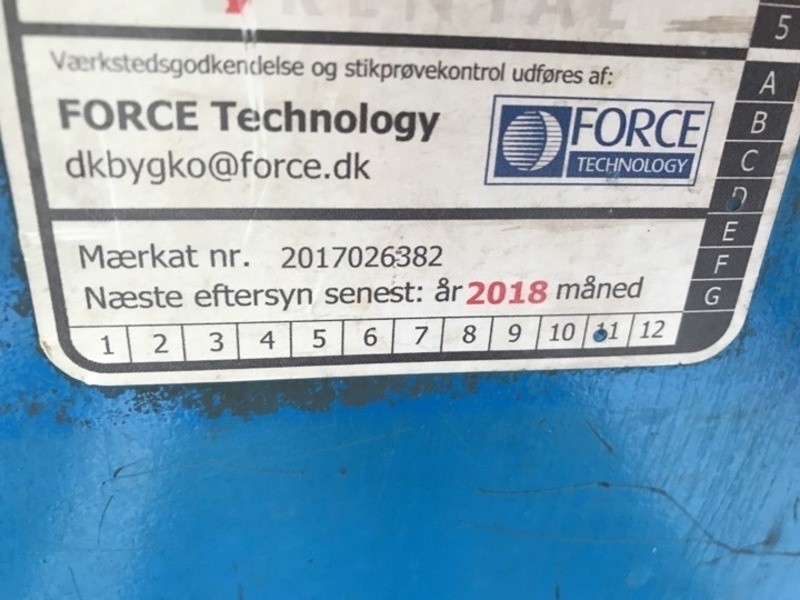 RENTAL
5
Værkstedsgodkendelse og stikprøvekontrol udføres af:
FORCE Technology
dkbygko@force.dk
FORCE
TECHNOLOGY
A
B
C
D
E
F
G
Mærkat nr. 2017026382
Næste eftersyn senest: år 2018 måned
1 2 3 4 5 6 7 8 9 10 11 12